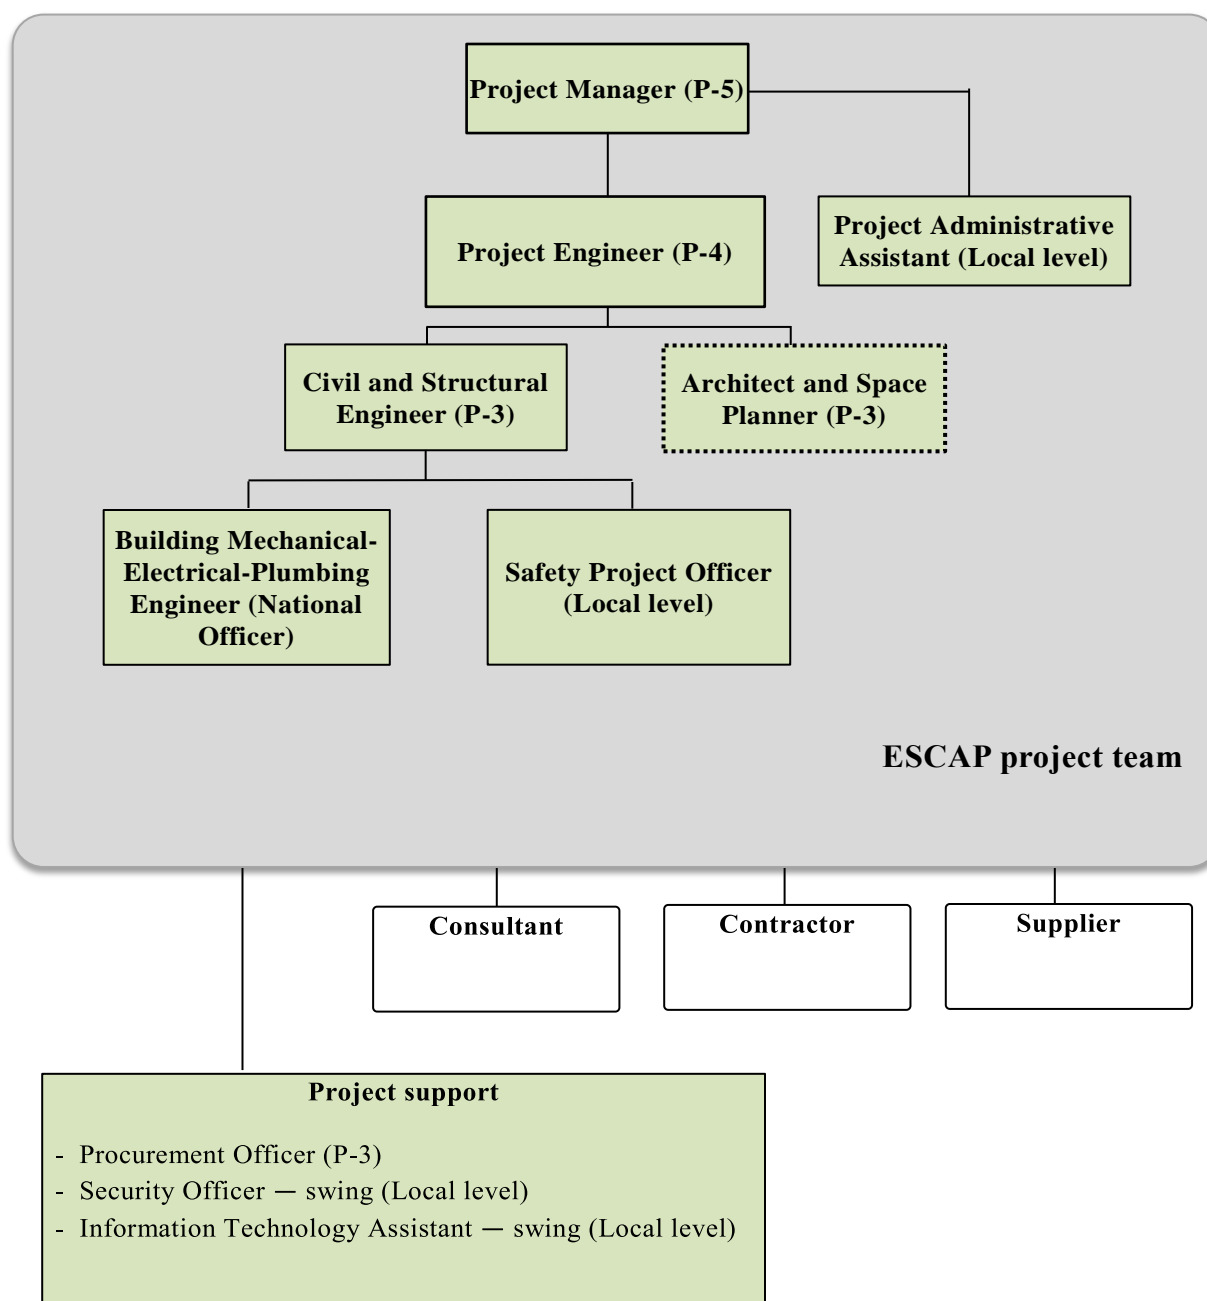 Project Manager (P-5)
Project Engineer (P-4)
Project Administrative
Assistant (Local level)
Civil and Structural
Engineer (P-3)
Architect and Space
Planner (P-3)
Building Mechanical-
Electrical-Plumbing
Engineer (National
Officer)
Safety Project Officer
(Local level)
ESCAP project team
Consultant
Contractor
Supplier
Project support
- Procurement Officer (P-3)
- Security Officer — swing (Local level)
- Information Technology Assistant — swing (Local level)